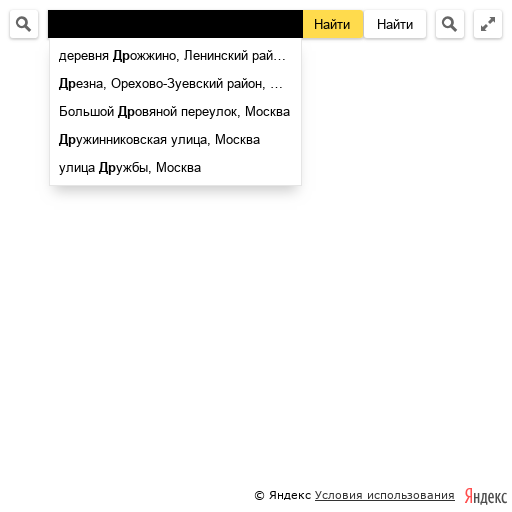 Найти Найти
деревня Дрожжино, Ленинский рай…
Дрезна, Орехово-Зуевский район, …
Большой Дровяной переулок, Москва
Дружинниковская улица, Москва
улица Дружбы, Москва
© Яндекс Условия использования Яндекс